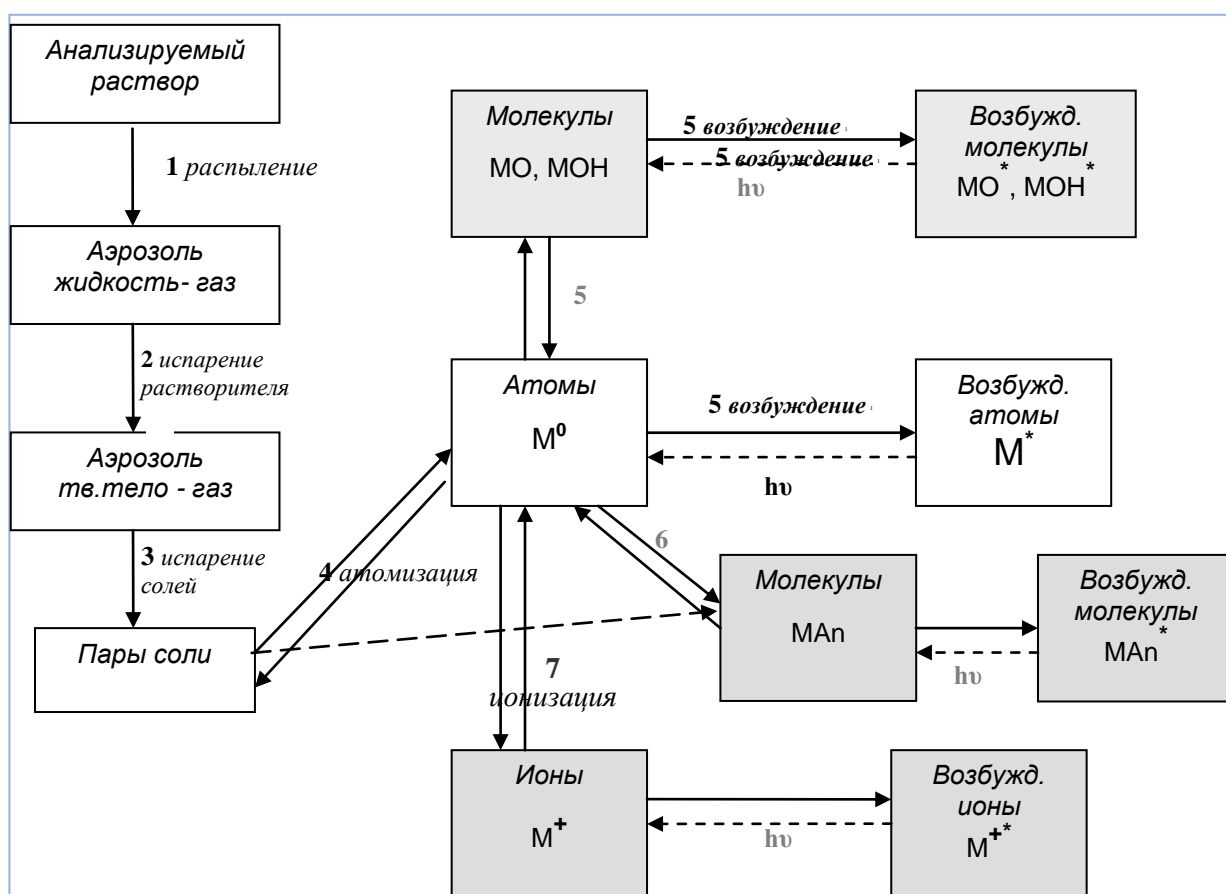 Анализируемый
раствор
1 распыление
Аэрозоль
жидкость- газ
2 испарение
растворителя
Аэрозоль
тв.тело - газ
3 испарение
солей
Пары соли
4 атомизация
Молекулы
MO, MOH
5 возбуждение
5 возбуждение
hυ
Возбужд.
молекулы
MO*, MOH*
5
Атомы
M⁰
5 возбуждение
hυ
Возбужд.
атомы
M*
6
Молекулы
MAn
hυ
Возбужд.
молекулы
MAn*
7
ионизация
Ионы
M⁺
hυ
Возбужд.
ионы
M⁺*